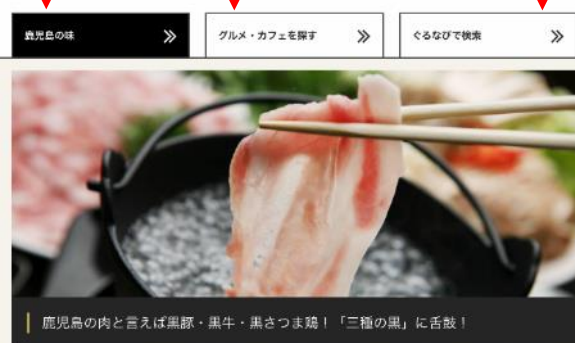 鹿児島の味
グルメ・カフェを探す
ぐるなびで検索
鹿児島の肉と言えば黒豚・黒牛・黒さつま鶏!「三種の黒」に舌鼓!